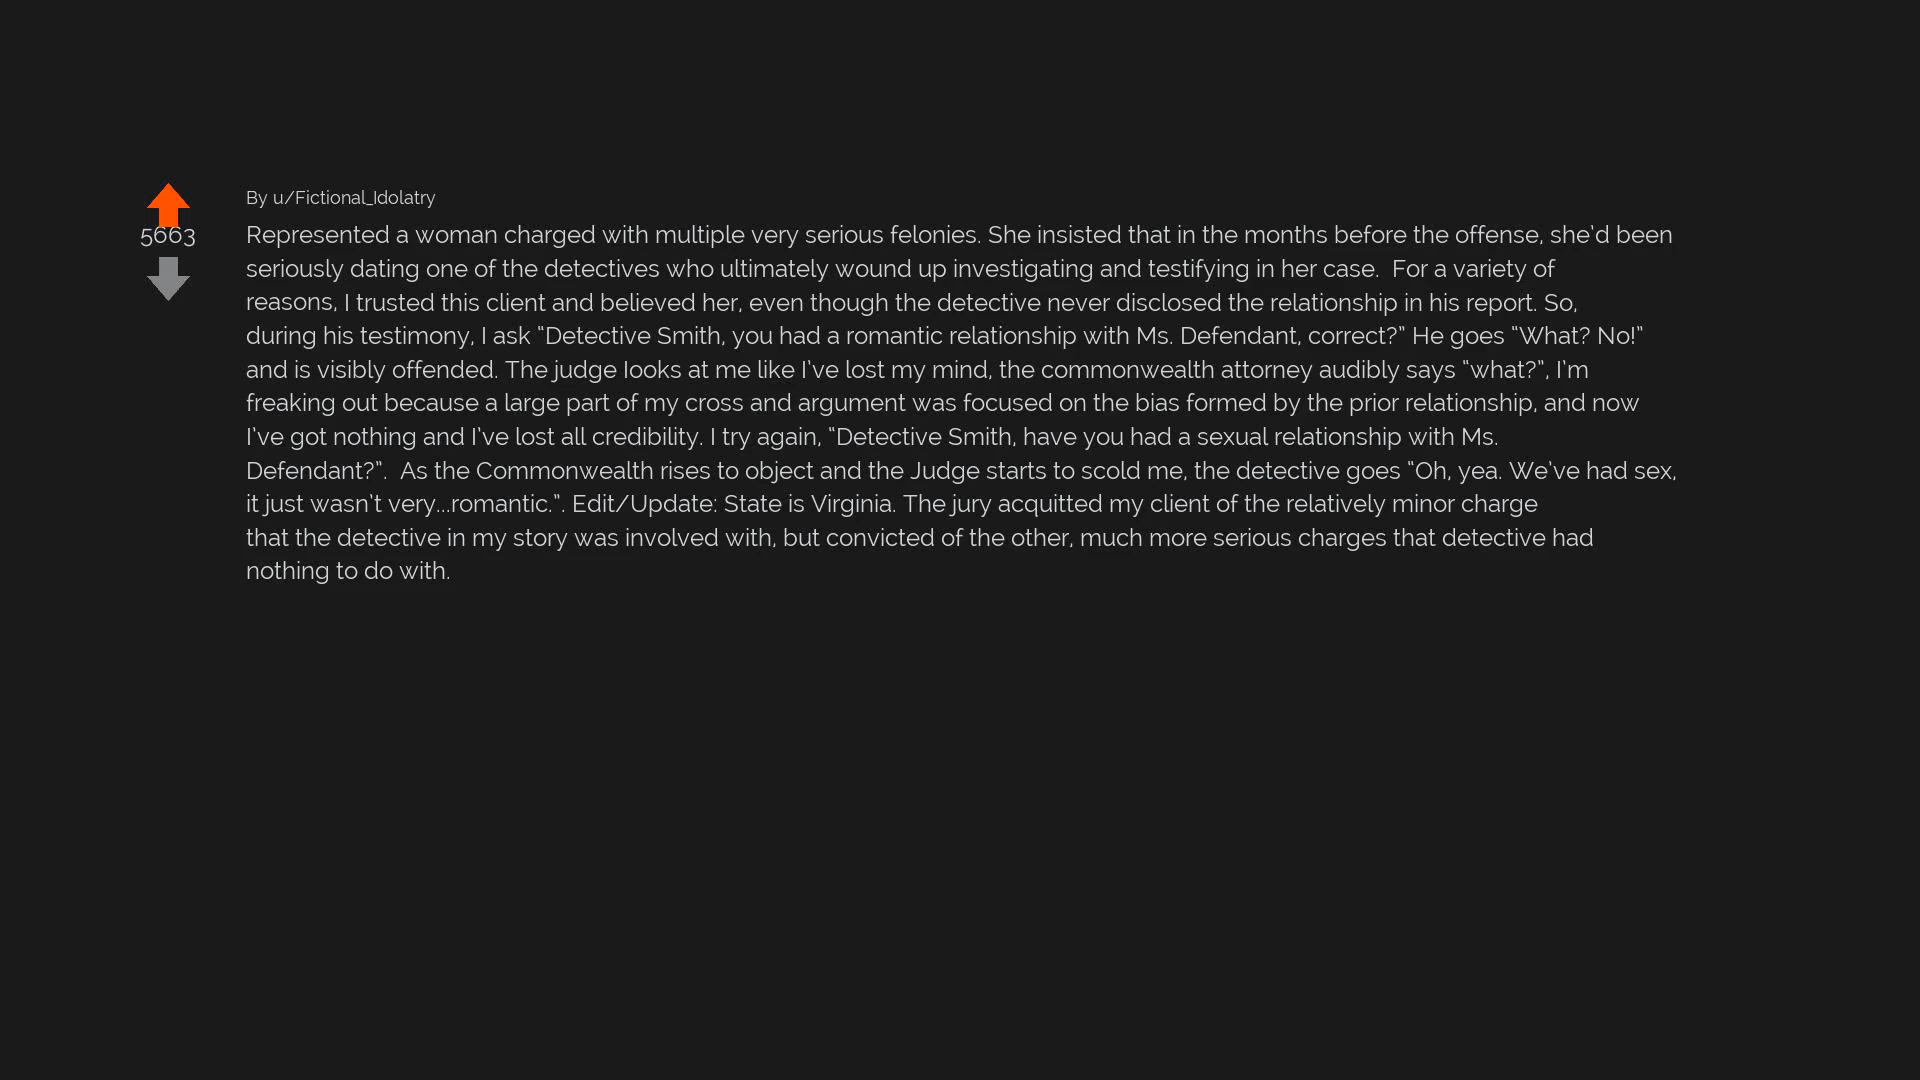 By u/Fictional_Idolatry
5663
Represented a woman charged with multiple very serious felonies. She insisted that in the months before the offense, she’d been
seriously dating one of the detectives who ultimately wound up investigating and testifying in her case.  For a variety of
reasons, I trusted this client and believed her, even though the detective never disclosed the relationship in his report. So,
during his testimony, I ask “Detective Smith, you had a romantic relationship with Ms. Defendant, correct?” He goes “What? No!”
and is visibly offended. The judge looks at me like I’ve lost my mind, the commonwealth attorney audibly says “what?”, I’m
freaking out because a large part of my cross and argument was focused on the bias formed by the prior relationship, and now
I’ve got nothing and I’ve lost all credibility. I try again, “Detective Smith, have you had a sexual relationship with Ms.
Defendant?”.  As the Commonwealth rises to object and the Judge starts to scold me, the detective goes “Oh, yea. We’ve had sex,
it just wasn’t very...romantic.”. Edit/Update: State is Virginia. The jury acquitted my client of the relatively minor charge
that the detective in my story was involved with, but convicted of the other, much more serious charges that detective had
nothing to do with.